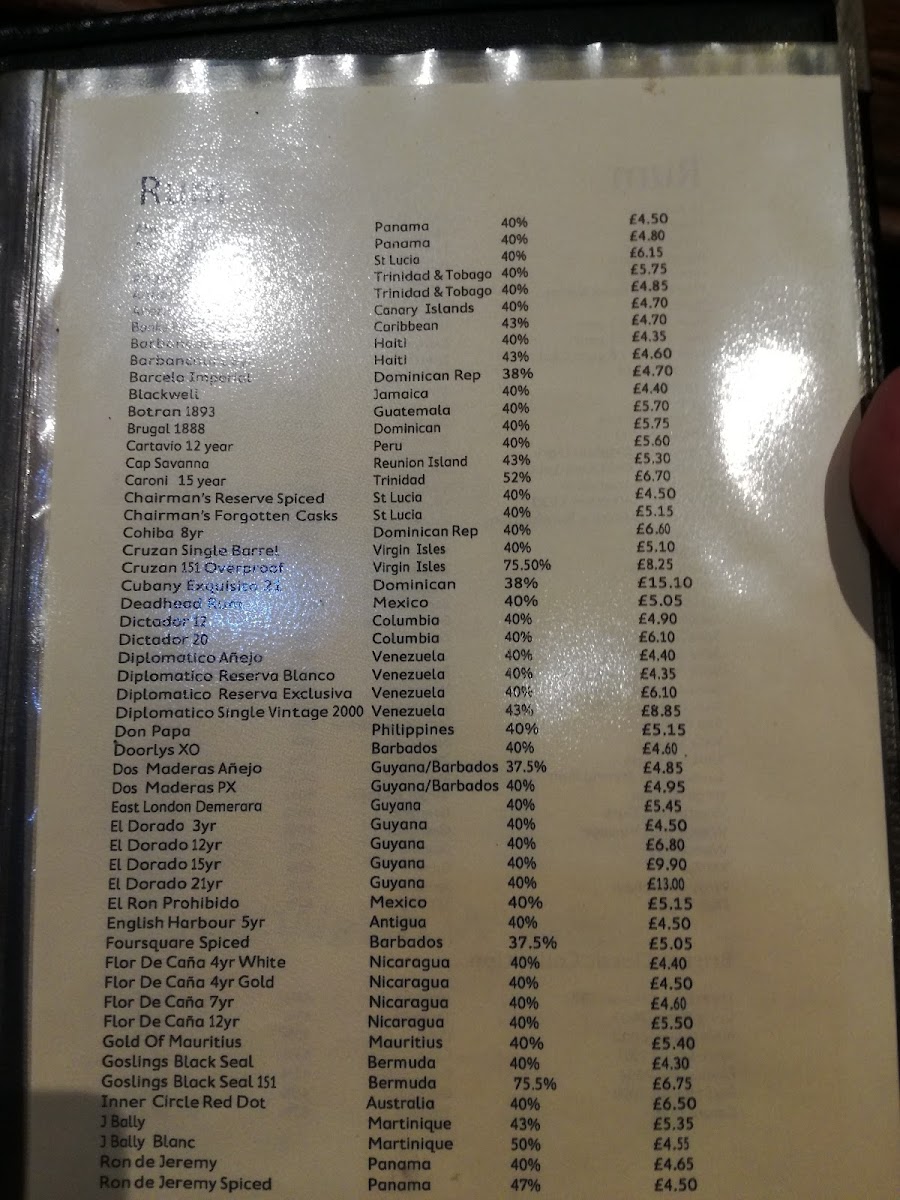 Rum
Panama 40% £4.50
Panama 40% £4.80
St Lucia 40% £6.15
Trinidad & Tobago 40% £5.75
Trinidad & Tobago 40% £4.85
Canary Islands 40% £4.70
Caribbean 43% £4.70
Haiti 40% £4.35
Haiti 43% £4.60
Barcelo Imperial Dominican Rep 38% £4.70
Blackwell Jamaica 40% £4.40
Botran 1893 Guatemala 40% £5.70
Brugal 1888 Dominican 40% £5.75
Cartavio 12 year Peru 40% £5.60
Cap Savanna Reunion Island 43% £5.30
Caroni 15 year Trinidad 52% £6.70
Chairman's Reserve Spiced St Lucia 40% £4.50
Chairman's Forgotten Casks St Lucia 40% £5.15
Cohiba 8yr Dominican Rep 40% £6.60
Cruzan Single Barrel Virgin Isles 40% £5.10
Cruzan 151 Overproof Virgin Isles 75.50% £8.25
Cubany Exquisito 21 Dominican 38% £15.10
Deadhead Rum Mexico 40% £5.05
Dictador 12 Columbia 40% £4.90
Dictador 20 Columbia 40% £6.10
Diplomatico Añejo Venezuela 40% £4.40
Diplomatico Reserva Blanco Venezuela 40% £4.35
Diplomatico Reserva Exclusiva Venezuela 40% £6.10
Diplomatico Single Vintage 2000 Venezuela 43% £8.85
Don Papa Philippines 40% £5.15
Doorlys XO Barbados 40% £4.60
Dos Maderas Añejo Guyana/Barbados 37.5% £4.85
Dos Maderas PX Guyana/Barbados 40% £4.95
East London Demerara Guyana 40% £5.45
El Dorado 3yr Guyana 40% £4.50
El Dorado 12yr Guyana 40% £6.80
El Dorado 15yr Guyana 40% £9.90
El Dorado 21yr Guyana 40% £13.00
El Ron Prohibido Mexico 40% £5.15
English Harbour 5yr Antigua 40% £4.50
Foursquare Spiced Barbados 37.5% £5.05
Flor De Caña 4yr White Nicaragua 40% £4.40
Flor De Caña 4yr Gold Nicaragua 40% £4.50
Flor De Caña 7yr Nicaragua 40% £4.60
Flor De Caña 12yr Nicaragua 40% £5.50
Gold Of Mauritius Mauritius 40% £5.40
Goslings Black Seal Bermuda 40% £4.30
Goslings Black Seal 151 Bermuda 75.5% £6.75
Inner Circle Red Dot Australia 40% £6.50
J Bally Martinique 43% £5.35
J Bally Blanc Martinique 50% £4.55
Ron de Jeremy Panama 40% £4.65
Ron de Jeremy Spiced Panama 47% £4.50